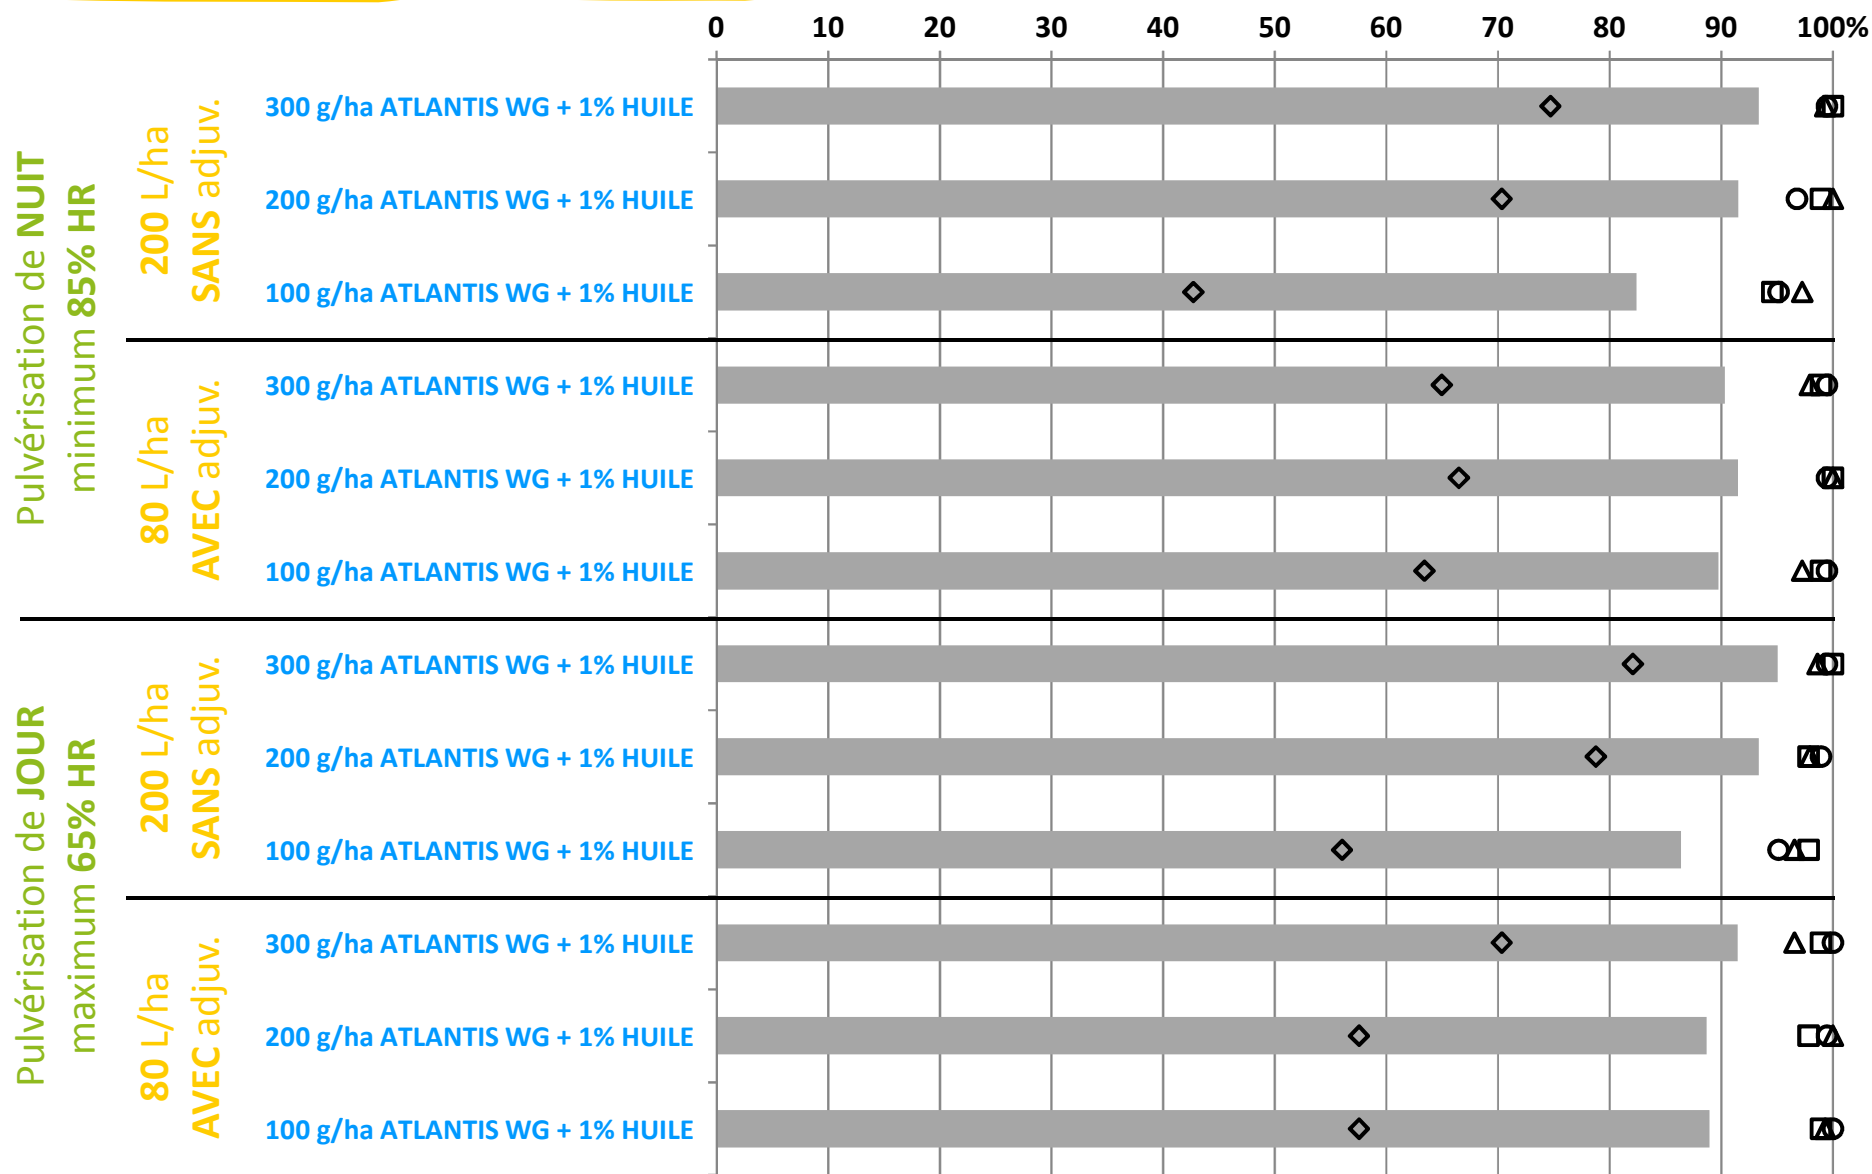 0 10 20 30 40 50 60 70 80 90 100%
Pulvérisation de NUIT
minimum 85% HR
200 L/ha
SANS adjuv.
300 g/ha ATLANTIS WG + 1% HUILE
200 g/ha ATLANTIS WG + 1% HUILE
100 g/ha ATLANTIS WG + 1% HUILE
80 L/ha
AVEC adjuv.
300 g/ha ATLANTIS WG + 1% HUILE
200 g/ha ATLANTIS WG + 1% HUILE
100 g/ha ATLANTIS WG + 1% HUILE
Pulvérisation de JOUR
maximum 65% HR
200 L/ha
SANS adjuv.
300 g/ha ATLANTIS WG + 1% HUILE
200 g/ha ATLANTIS WG + 1% HUILE
100 g/ha ATLANTIS WG + 1% HUILE
80 L/ha
AVEC adjuv.
300 g/ha ATLANTIS WG + 1% HUILE
200 g/ha ATLANTIS WG + 1% HUILE
100 g/ha ATLANTIS WG + 1% HUILE